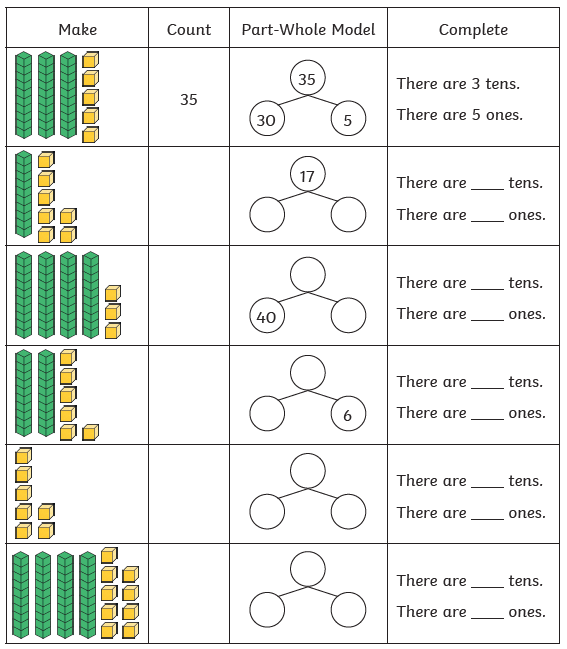 Make Count Part-Whole Model Complete
35
35
30 5
There are 3 tens.
There are 5 ones.
17
There are ____ tens.
There are ____ ones.
40
There are ____ tens.
There are ____ ones.
6
There are ____ tens.
There are ____ ones.
There are ____ tens.
There are ____ ones.
There are ____ tens.
There are ____ ones.